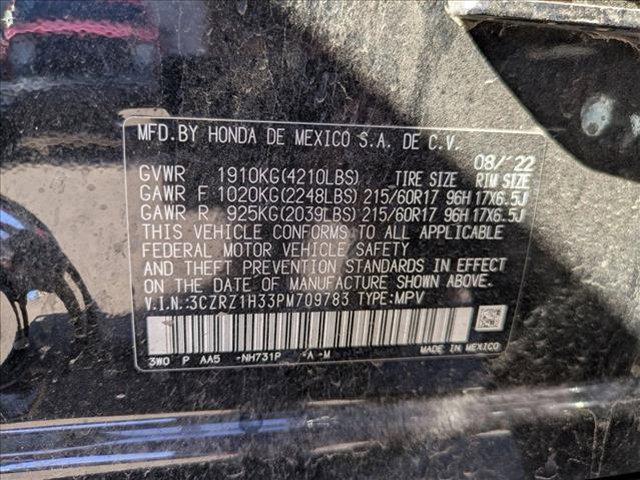 MFD.BY HONDA DE MEXICO S.A. DE C.V.
08/'22
GVWR 1910KG(4210LBS) TIRE SIZE RIM SIZE
GAWR F 1020KG(2248LBS) 215/60R17 96H 17X6.5J
GAWR R 925KG(2039LBS) 215/60R17 96H 17X6.5J
THIS VEHICLE CONFORMS TO ALL APPLICABLE
FEDERAL MOTOR VEHICLE SAFETY
AND THEFT PREVENTION STANDARDS IN EFFECT
ON THE DATE OF MANUFACTURE SHOWN ABOVE.
V.I.N.:3CZRZ1H33PM709783 TYPE:MPV
3W0 P AA5 -NH731P -A -M MADE IN MEXICO